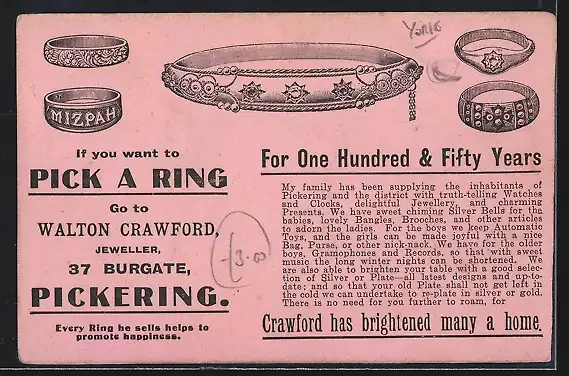 Yorks
MIZPAH
If you want to
PICK A RING
Go to
WALTON CRAWFORD,
JEWELLER,
37 BURGATE,
PICKERING.
Every Ring he sells helps to
promote happiness.
3.00
For One Hundred & Fifty Years
My family has been supplying the inhabitants of
Pickering and the district with truth-telling Watches
and Clocks, delightful Jewellery, and charming
Presents. We have sweet chiming Silver Bells for the
babies, lovely Bangles, Brooches, and other articles
to adorn the ladies. For the boys we keep Automatic
Toys, and the girls can be made joyful with a nice
Bag, Purse, or other nick-nack. We have for the older
boys, Gramophones and Records, so that with sweet
music the long winter nights can be shortened. We
are also able to brighten your table with a good selec-
tion of Silver or Plate—all latest designs and up-to-
date; and so that your old Plate shall not get left in
the cold we can undertake to re-plate in silver or gold.
There is no need for you further to roam, for
Crawford has brightened many a home.